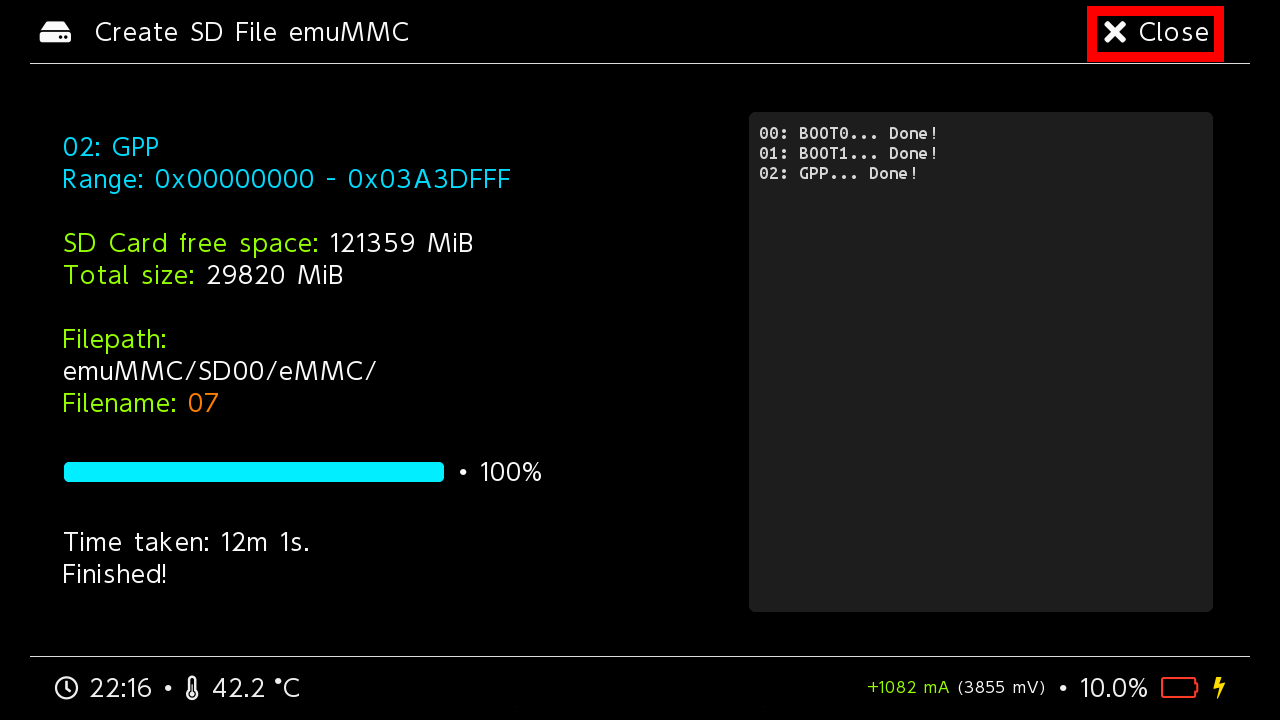 Create SD File emuMMC
Close
02: GPP
Range: 0x00000000 - 0x03A3DFFF
SD Card free space: 121359 MiB
Total size: 29820 MiB
Filepath:
emuMMC/SD00/eMMC/
Filename: 07
• 100%
Time taken: 12m 1s.
Finished!
00: BOOT0... Done!
01: BOOT1... Done!
02: GPP... Done!
22:16 • 42.2 °C
+1082 mA (3855 mV) • 10.0%